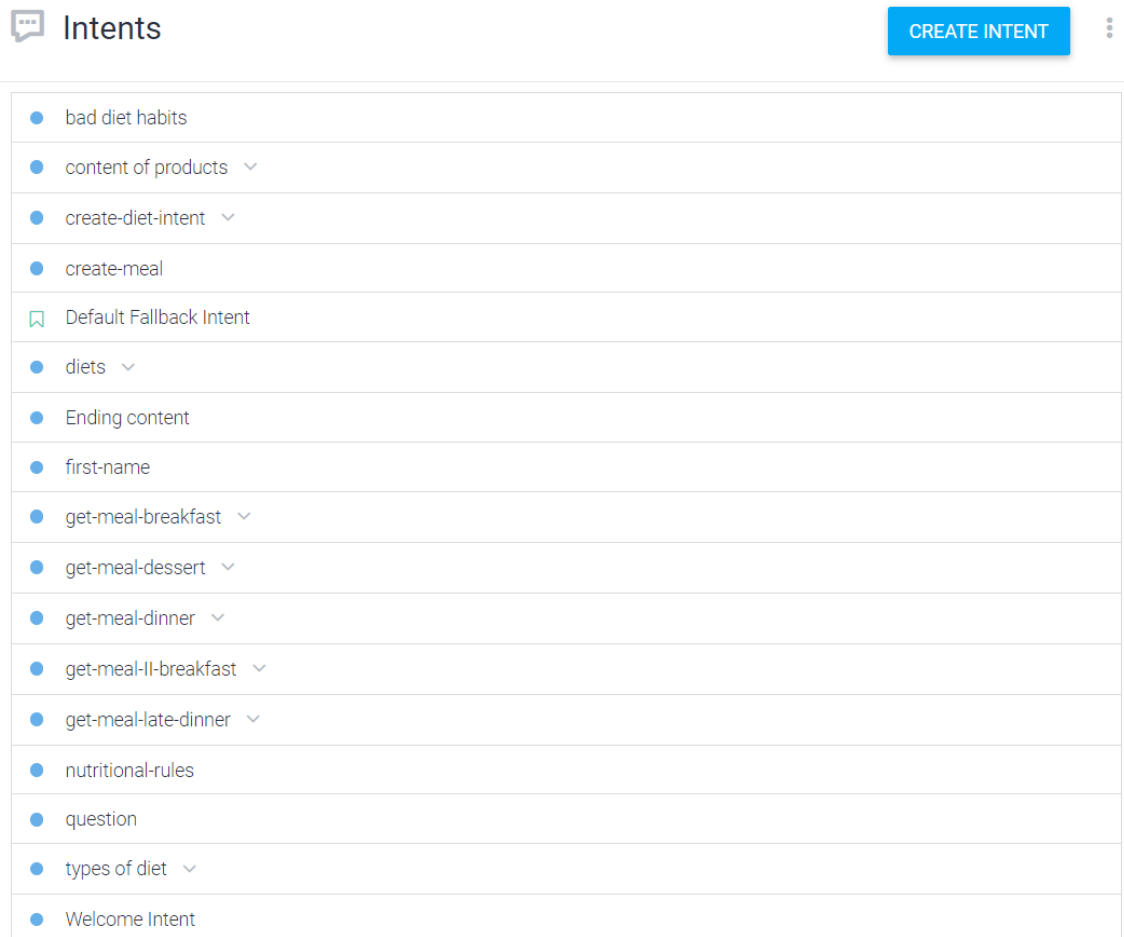 Intents
CREATE INTENT
bad diet habits
content of products
create-diet-intent
create-meal
Default Fallback Intent
diets
Ending content
first-name
get-meal-breakfast
get-meal-dessert
get-meal-dinner
get-meal-II-breakfast
get-meal-late-dinner
nutritional-rules
question
types of diet
Welcome Intent